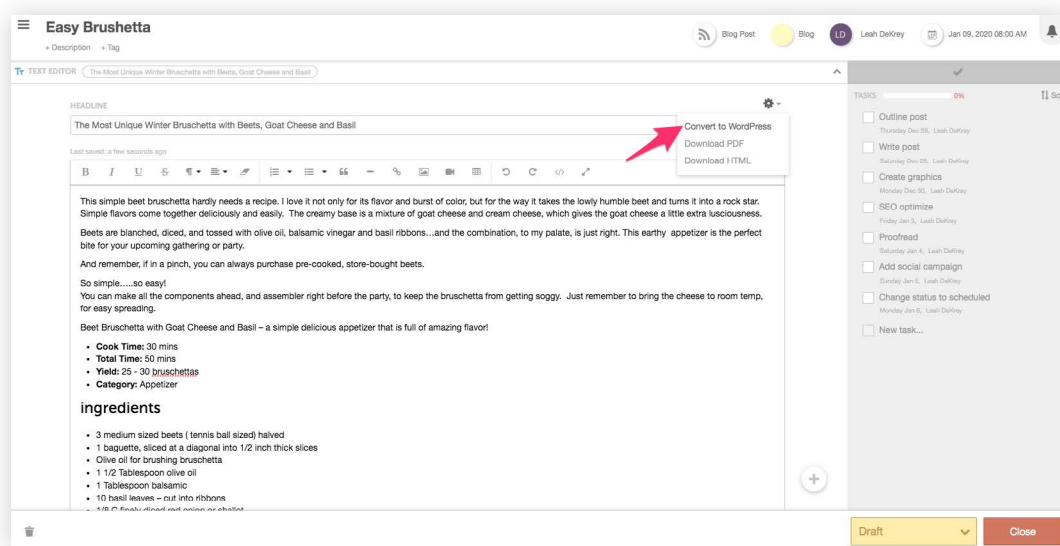 Easy Brushetta
+ Description + Tag
Blog Post
Blog
LD
Leah DeKrey
Jan 09, 2020 08:00 AM
TT TEXT EDITOR
The Most Unique Winter Bruschetta with Beets, Goat Cheese and Basil
HEADLINE
The Most Unique Winter Bruschetta with Beets, Goat Cheese and Basil
Convert to WordPress
Download PDF
Download HTML
Last saved: a few seconds ago
B I U S
This simple beet bruschetta hardly needs a recipe. I love it not only for its flavor and burst of color, but for the way it takes the lowly humble beet and turns it into a rock star.
Simple flavors come together deliciously and easily. The creamy base is a mixture of goat cheese and cream cheese, which gives the goat cheese a little extra lusciousness.
Beets are blanched, diced, and tossed with olive oil, balsamic vinegar and basil ribbons…and the combination, to my palate, is just right. This earthy appetizer is the perfect
bite for your upcoming gathering or party.
And remember, if in a pinch, you can always purchase pre-cooked, store-bought beets.
So simple…..so easy!
You can make all the components ahead, and assembler right before the party, to keep the bruschetta from getting soggy. Just remember to bring the cheese to room temp,
for easy spreading.
Beet Bruschetta with Goat Cheese and Basil – a simple delicious appetizer that is full of amazing flavor!
• Cook Time: 30 mins
• Total Time: 50 mins
• Yield: 25 - 30 bruschettas
• Category: Appetizer
ingredients
• 3 medium sized beets ( tennis ball sized) halved
• 1 baguette, sliced at a diagonal into 1/2 inch thick slices
• Olive oil for brushing bruschetta
• 1 1/2 Tablespoon olive oil
• 1 Tablespoon balsamic
• 10 basil leaves – cut into ribbons
• 1/8 C finely diced red onion or shallot
TASKS
0%
So
Outline post
Leah DeKrey
Write post
Leah DeKrey
Create graphics
Monday Dec 30, Leah DeKrey
SEO optimize
Friday Jan 3, Leah DeKrey
Proofread
Saturday Jan 4, Leah DeKrey
Add social campaign
Sunday Jan 5, Leah DeKrey
Change status to scheduled
Monday Jan 6, Leah DeKrey
New task...
Draft
Close